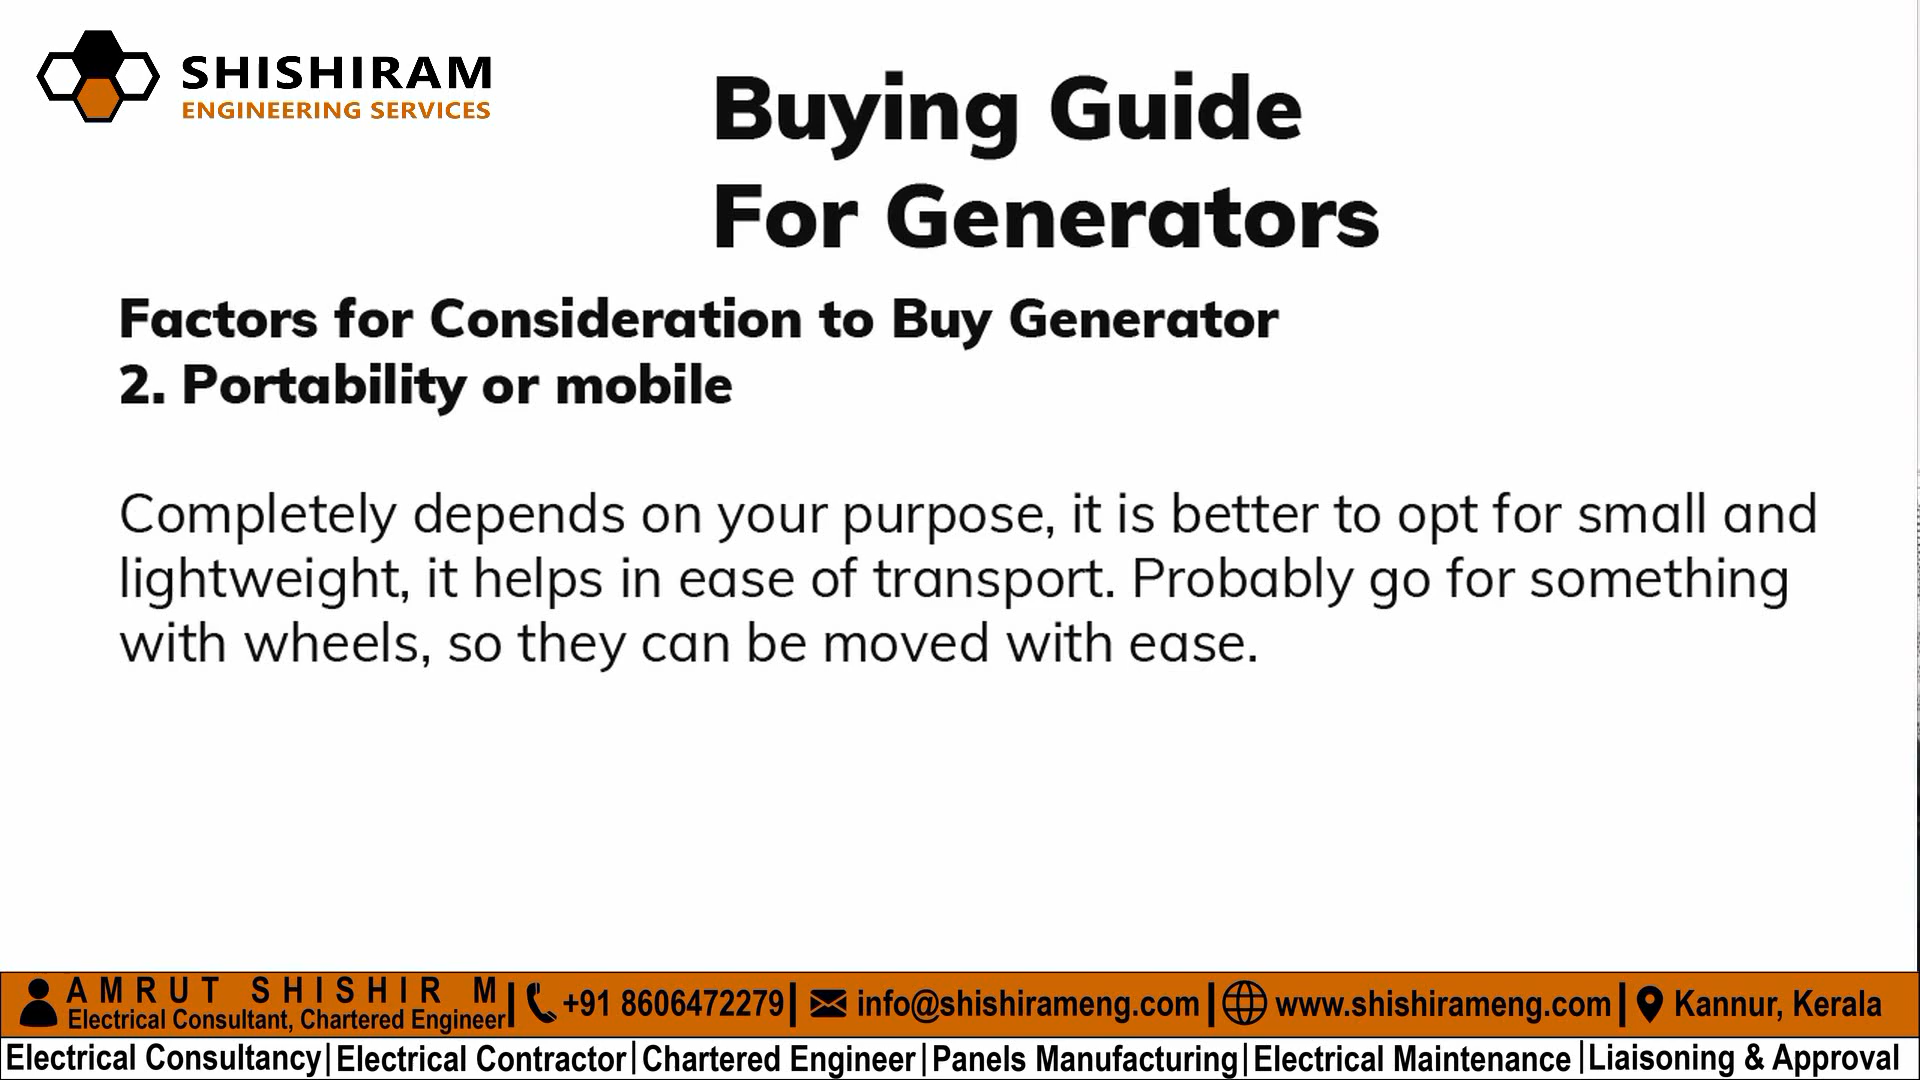 SHISHIRAM
ENGINEERING SERVICES
Buying Guide
For Generators
Factors for Consideration to Buy Generator
2. Portability or mobile
Completely depends on your purpose, it is better to opt for small and
lightweight, it helps in ease of transport. Probably go for something
with wheels, so they can be moved with ease.
AMRUT SHISHIR M
Electrical Consultant, Chartered Engineer
+91 8606472279
info@shishirameng.com
www.shishirameng.com
Kannur, Kerala
Electrical Consultancy|Electrical Contractor|Chartered Engineer|Panels Manufacturing|Electrical Maintenance|Liaisoning & Approval